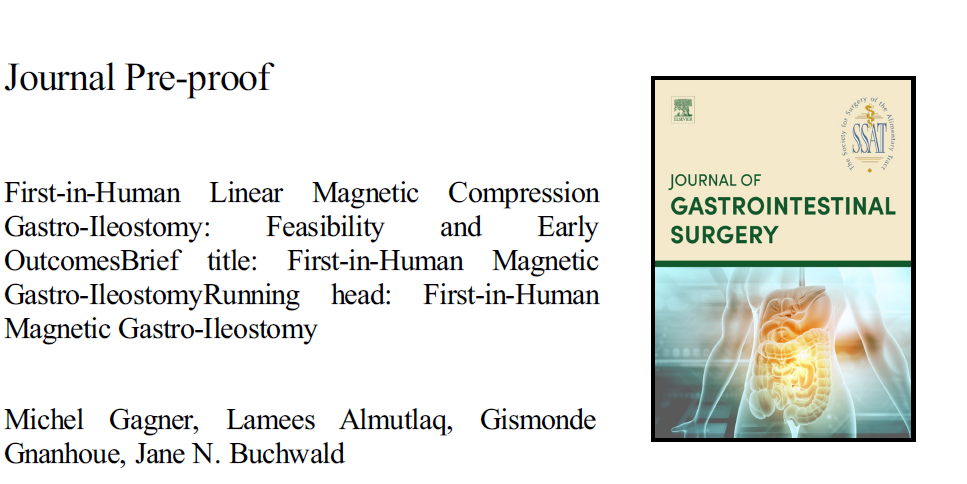 Journal Pre-proof
First-in-Human Linear Magnetic Compression
Gastro-Ileostomy: Feasibility and Early
OutcomesBrief title: First-in-Human Magnetic
Gastro-IleostomyRunning head: First-in-Human
Magnetic Gastro-Ileostomy
Michel Gagner, Lamees Almutlaq, Gismonde
Gnanhoue, Jane N. Buchwald
ELSEVIER
The Society for Surgery of the Alimentary Tract
SSAT
JOURNAL OF
GASTROINTESTINAL
SURGERY